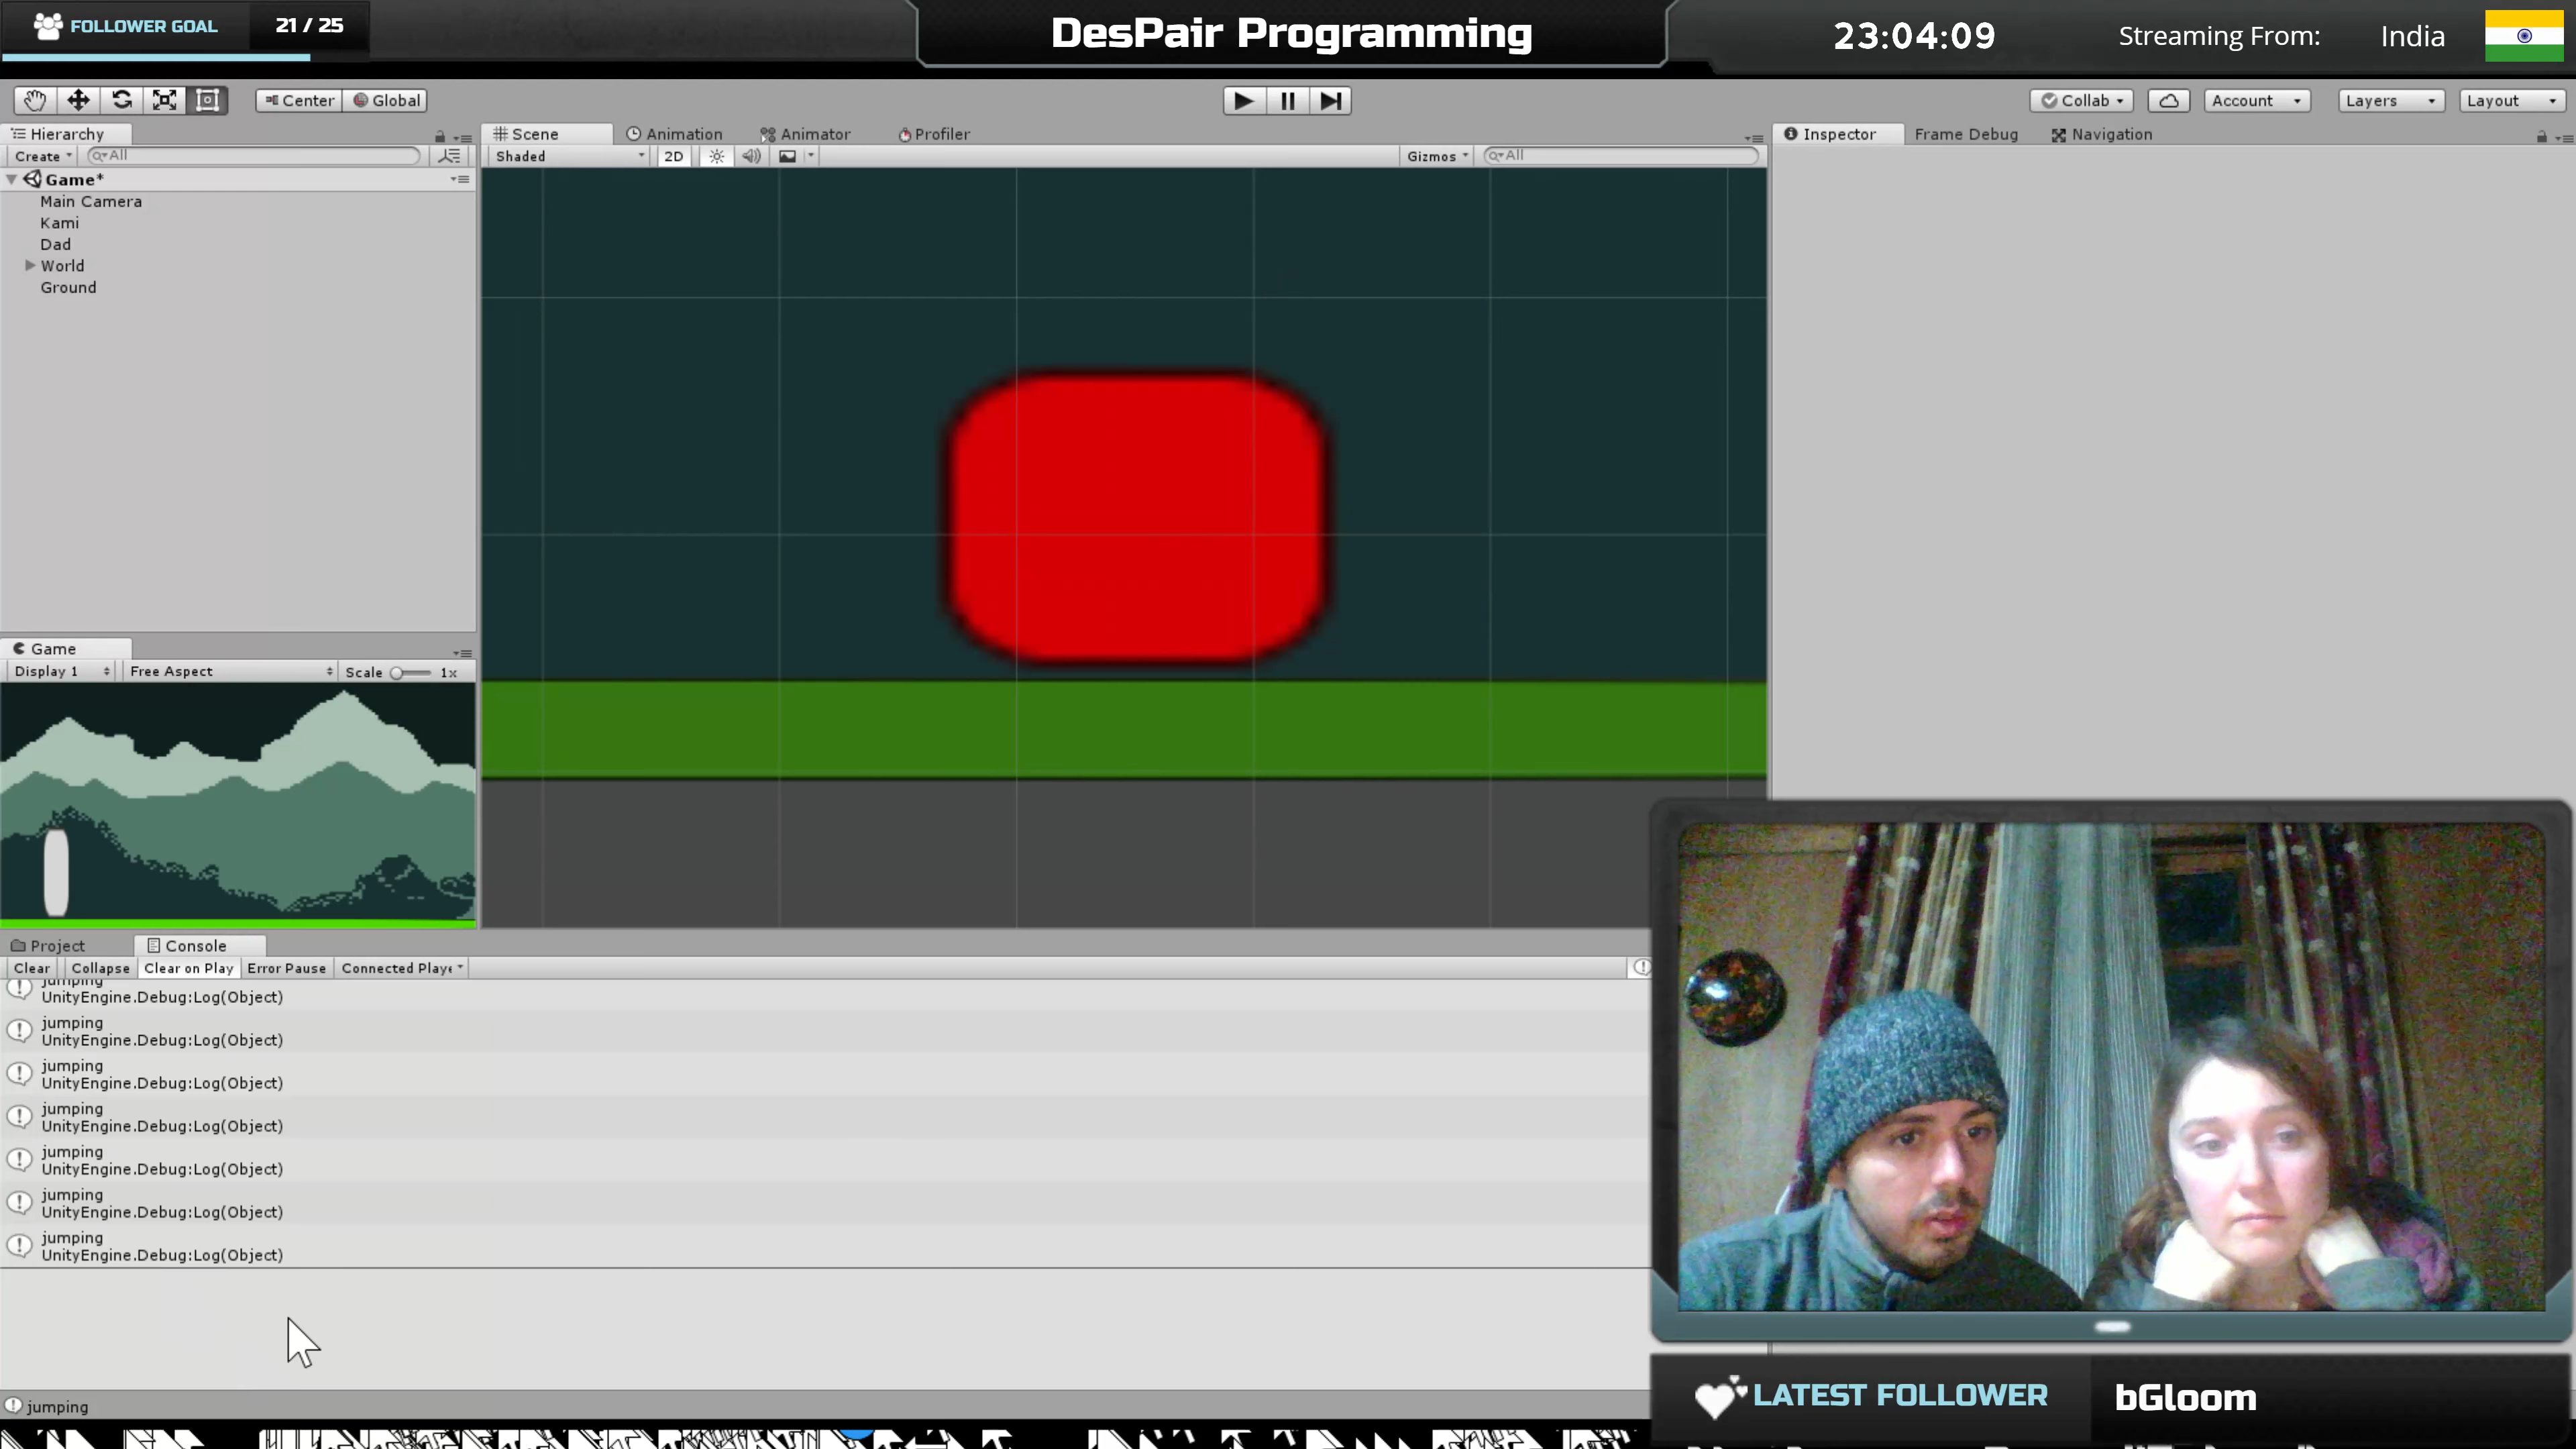 FOLLOWER GOAL 21 / 25
DesPair Programming
23:04:09
Streaming From: India
Center Global
Collab Account Layers Layout
Hierarchy
Create All
Game*
Main Camera
Kami
Dad
World
Ground
Scene Animation Animator Profiler
Shaded 2D Gizmos All
Inspector Frame Debug Navigation
Game
Display 1 Free Aspect Scale 1x
Project Console
Clear Collapse Clear on Play Error Pause Connected Playe
jumping
UnityEngine.Debug:Log(Object)
jumping
UnityEngine.Debug:Log(Object)
jumping
UnityEngine.Debug:Log(Object)
jumping
UnityEngine.Debug:Log(Object)
jumping
UnityEngine.Debug:Log(Object)
jumping
UnityEngine.Debug:Log(Object)
jumping
UnityEngine.Debug:Log(Object)
jumping
LATEST FOLLOWER bGloom